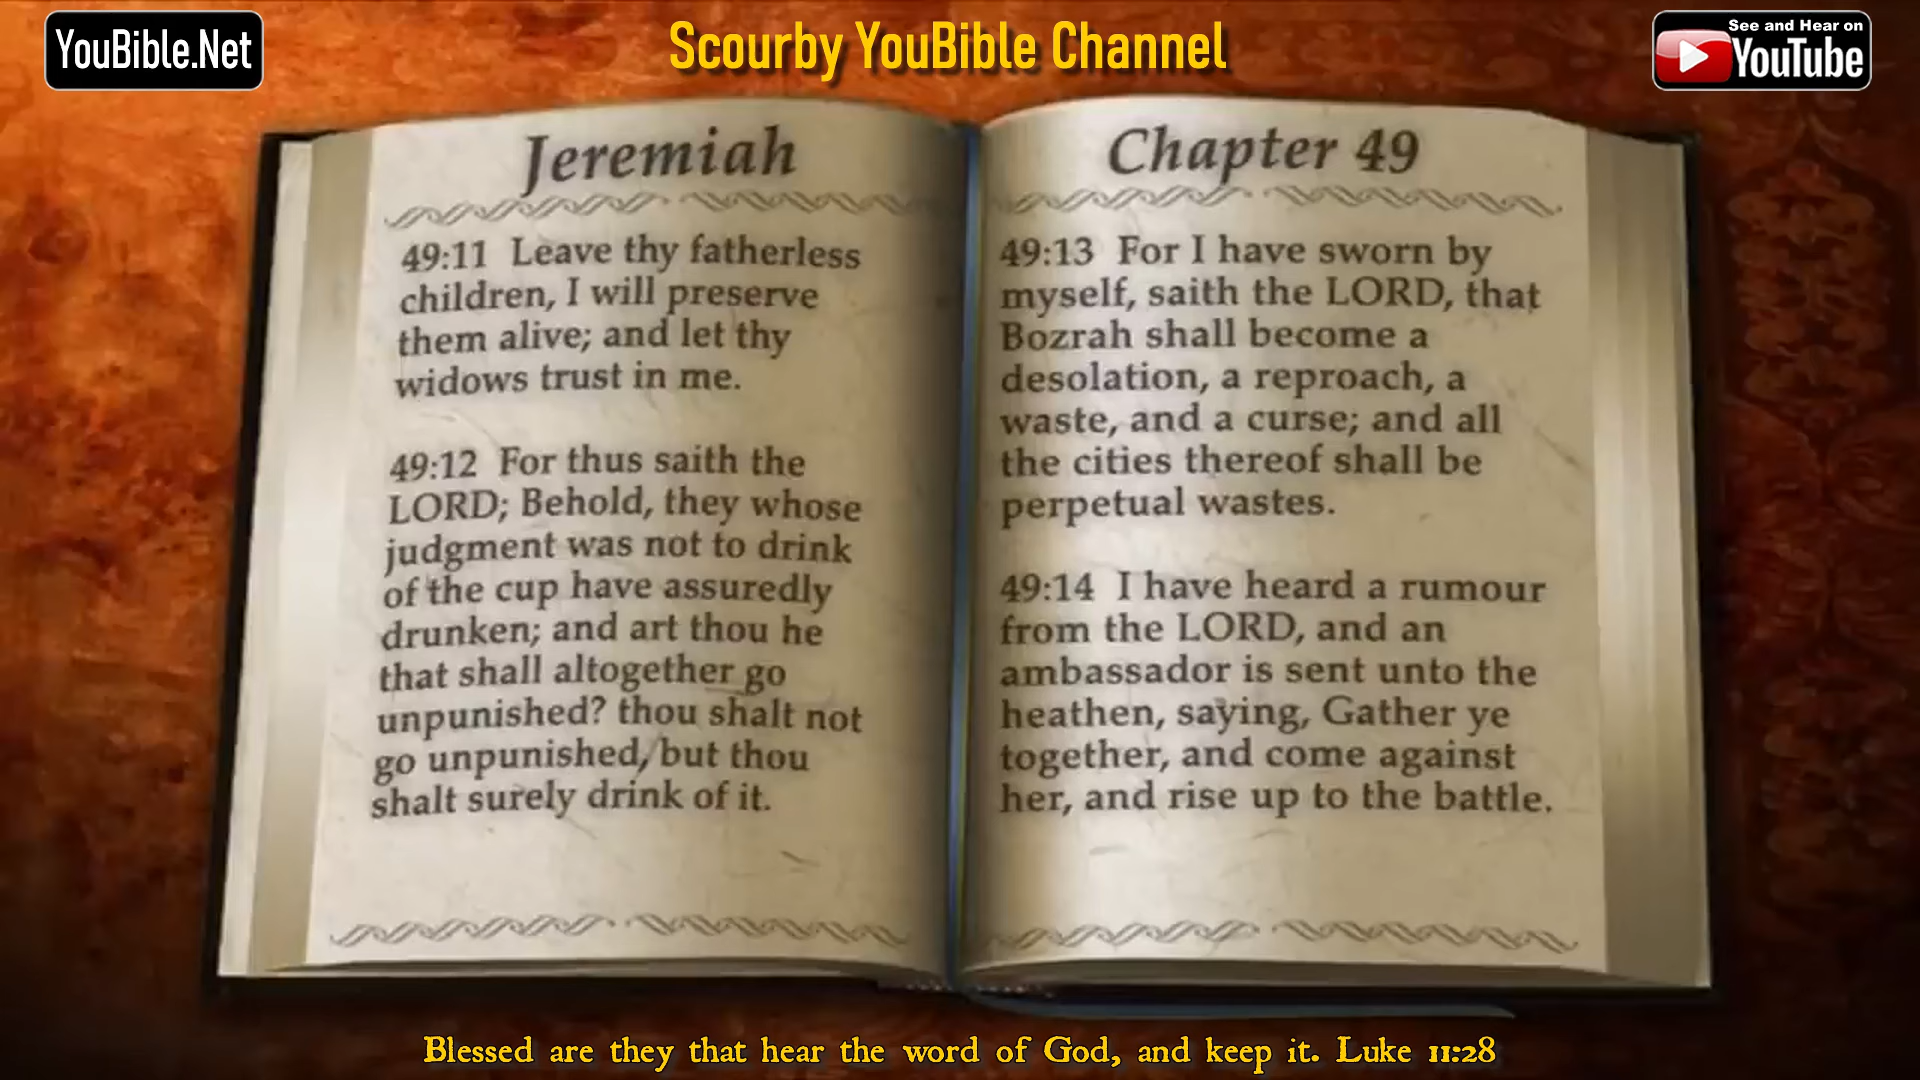 YouBible.Net
Scourby YouBible Channel
See and Hear on
YouTube
Jeremiah
49:11 Leave thy fatherless
children, I will preserve
them alive; and let thy
widows trust in me.
49:12 For thus saith the
LORD; Behold, they whose
judgment was not to drink
of the cup have assuredly
drunken; and art thou he
that shall altogether go
unpunished? thou shalt not
go unpunished, but thou
shalt surely drink of it.
Chapter 49
49:13 For I have sworn by
myself, saith the LORD, that
Bozrah shall become a
desolation, a reproach, a
waste, and a curse; and all
the cities thereof shall be
perpetual wastes.
49:14 I have heard a rumour
from the LORD, and an
ambassador is sent unto the
heathen, saying, Gather ye
together, and come against
her, and rise up to the battle.
Blessed are they that hear the word of God, and keep it. Luke 11:28